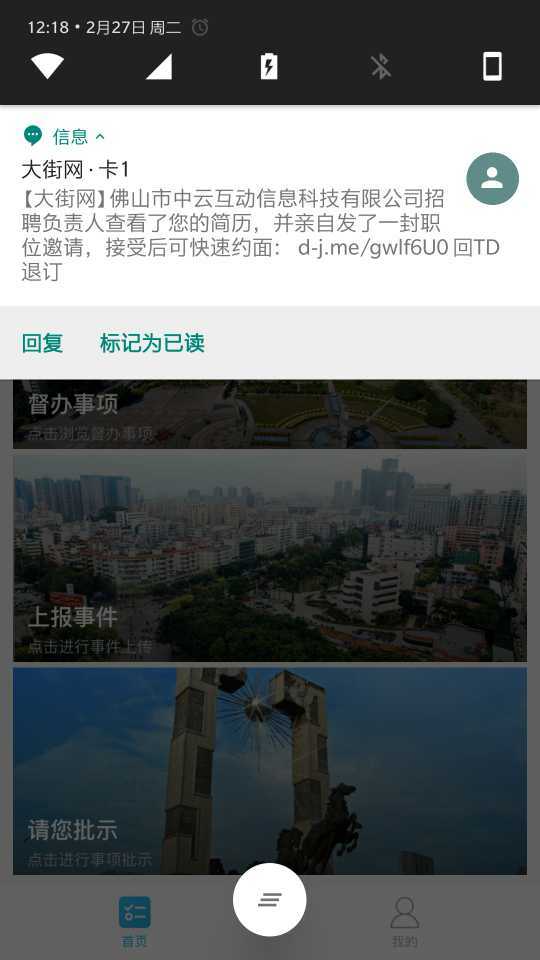 12:18 • 2月27日 周二
信息
大街网 · 卡1
【大街网】佛山市中云互动信息科技有限公司招
聘负责人查看了您的简历，并亲自发了一封职
位邀请，接受后可快速约面： d-j.me/gwlf6U0 回TD
退订
回复 标记为已读
督办事项
点击浏览督办事项
上报事件
点击进行事件上传
请您批示
点击进行事项批示
首页 我的